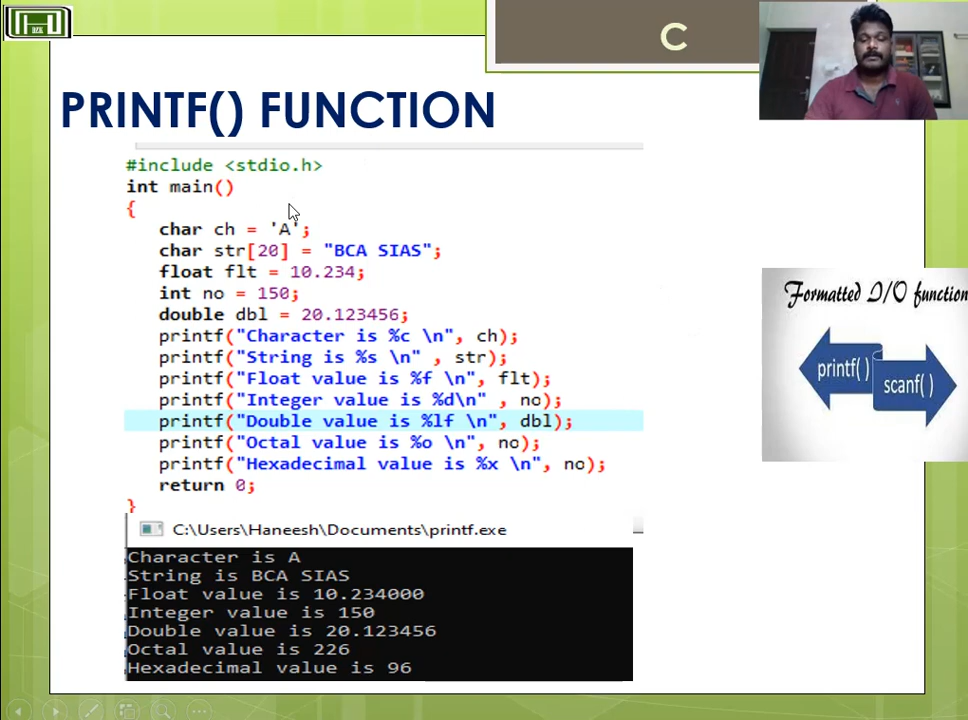 C
PRINTF() FUNCTION
#include <stdio.h>
int main()
{
char ch = 'A';
char str[20] = "BCA SIAS";
float flt = 10.234;
int no = 150;
double dbl = 20.123456;
printf("Character is %c \n", ch);
printf("String is %s \n" , str);
printf("Float value is %f \n", flt);
printf("Integer value is %d\n" , no);
printf("Double value is %lf \n", dbl);
printf("Octal value is %o \n", no);
printf("Hexadecimal value is %x \n", no);
return 0;
}
C:\Users\Haneesh\Documents\printf.exe
Character is A
String is BCA SIAS
Float value is 10.234000
Integer value is 150
Double value is 20.123456
Octal value is 226
Hexadecimal value is 96
Formatted I/O function
printf( )
scanf( )